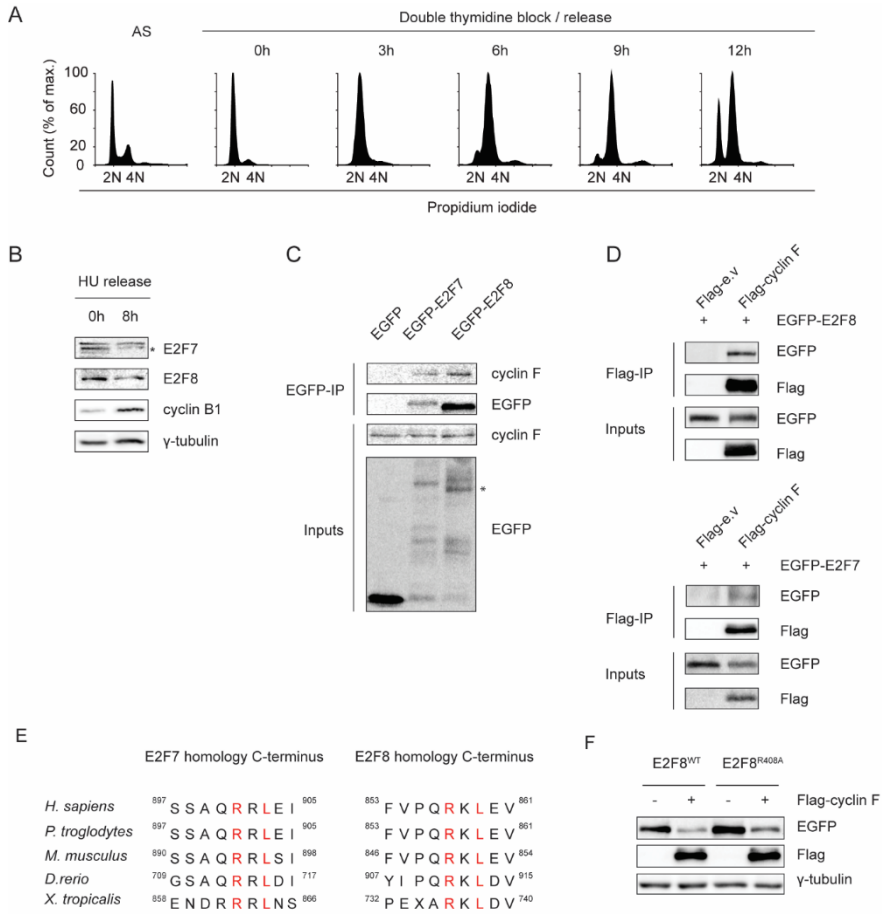 A
AS
Double thymidine block / release
0h 3h 6h 9h 12h
Count (% of max.)
100
80
60
40
20
0
2N 4N 2N 4N 2N 4N 2N 4N 2N 4N 2N 4N
Propidium iodide
B
HU release
0h 8h
E2F7
*
E2F8
cyclin B1
γ-tubulin
C
EGFP EGFP-E2F7 EGFP-E2F8
EGFP-IP
cyclin F
EGFP
cyclin F
Inputs
*
EGFP
D
Flag-e.v Flag-cyclin F
+ + EGFP-E2F8
Flag-IP
EGFP
Flag
Inputs
EGFP
Flag
Flag-e.v Flag-cyclin F
+ + EGFP-E2F7
Flag-IP
EGFP
Flag
Inputs
EGFP
Flag
E
E2F7 homology C-terminus E2F8 homology C-terminus
H. sapiens 897 S S A Q R R L E I 905 853 F V P Q R K L E V 861
P. troglodytes 897 S S A Q R R L E I 905 853 F V P Q R K L E V 861
M. musculus 890 S S A Q R R L S I 898 846 F V P Q R K L E V 854
D.rerio 709 G S A Q R R L D I 717 907 Y I P Q R K L D V 915
X. tropicalis 858 E N D R R R L N S 866 732 P E X A R K L D V 740
F
E2F8WT E2F8R408A
- + - + Flag-cyclin F
EGFP
Flag
γ-tubulin